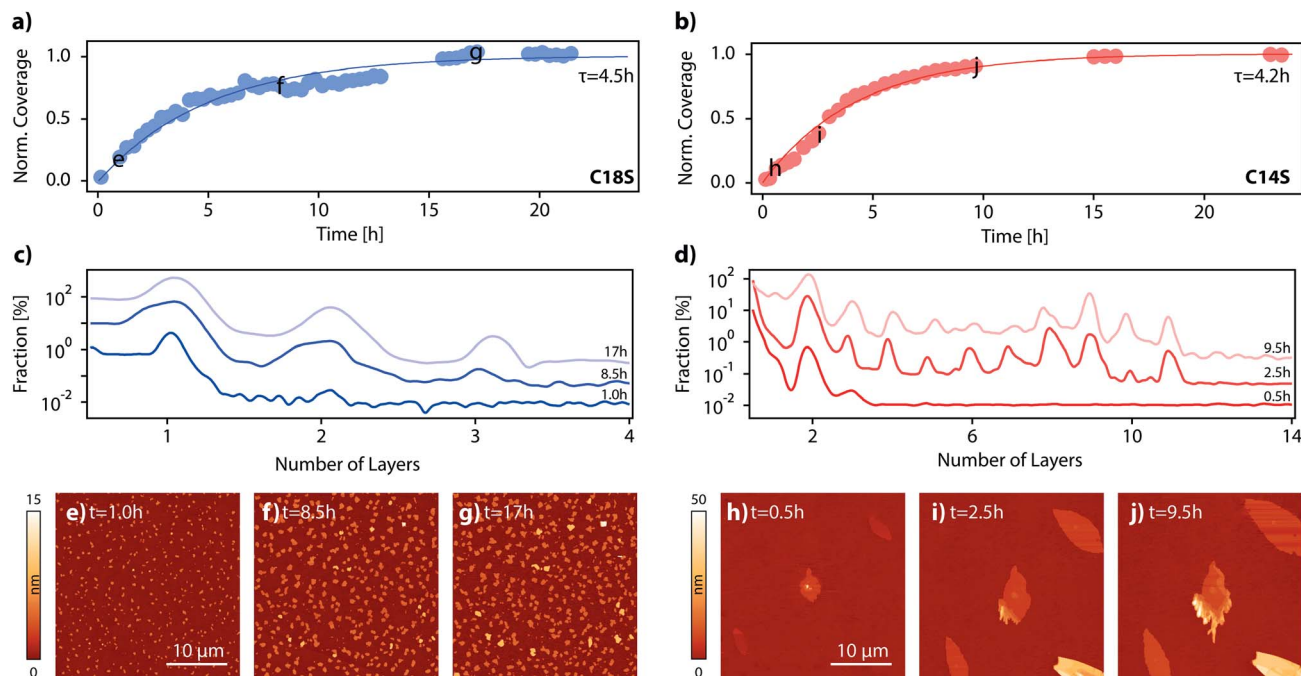 a)
1.0
0.5
0.0
Norm. Coverage
e
f
g
τ=4.5h
C18S
0 5 10 15 20
Time [h]
b)
1.0
0.5
0.0
Norm. Coverage
h
i
j
τ=4.2h
C14S
0 5 10 15 20
Time [h]
c)
10²
10⁰
10⁻²
Fraction [%]
17h
8.5h
1.0h
1 2 3 4
Number of Layers
d)
10²
10¹
10⁰
10⁻¹
10⁻²
Fraction [%]
9.5h
2.5h
0.5h
2 6 10 14
Number of Layers
15
nm
0
e) t=1.0h
10 μm
f) t=8.5h
g) t=17h
50
nm
0
h) t=0.5h
10 μm
i) t=2.5h
j) t=9.5h